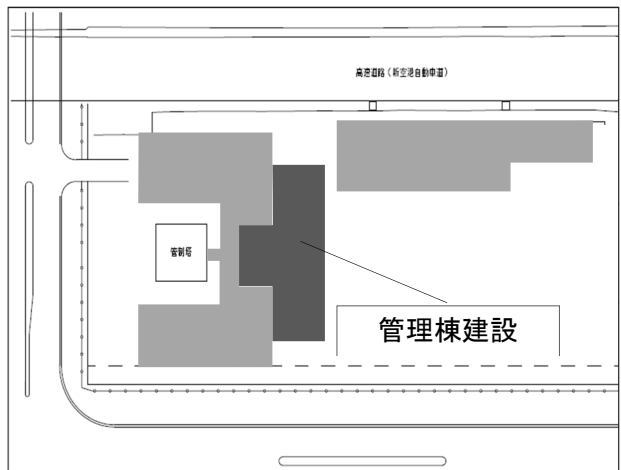 高速道路（新空港自動車道）
管制塔
管理棟建設